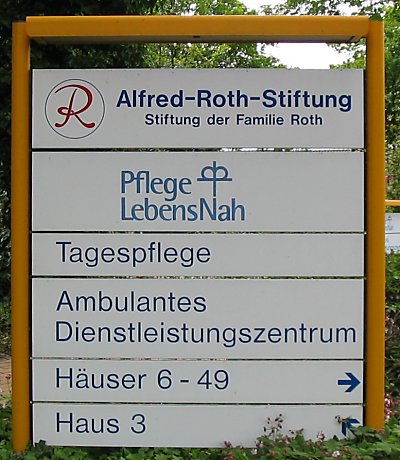 R Alfred-Roth-Stiftung
Stiftung der Familie Roth
Pflege
LebensNah
Tagespflege
Ambulantes
Dienstleistungszentrum
Häuser 6 - 49
Haus 3